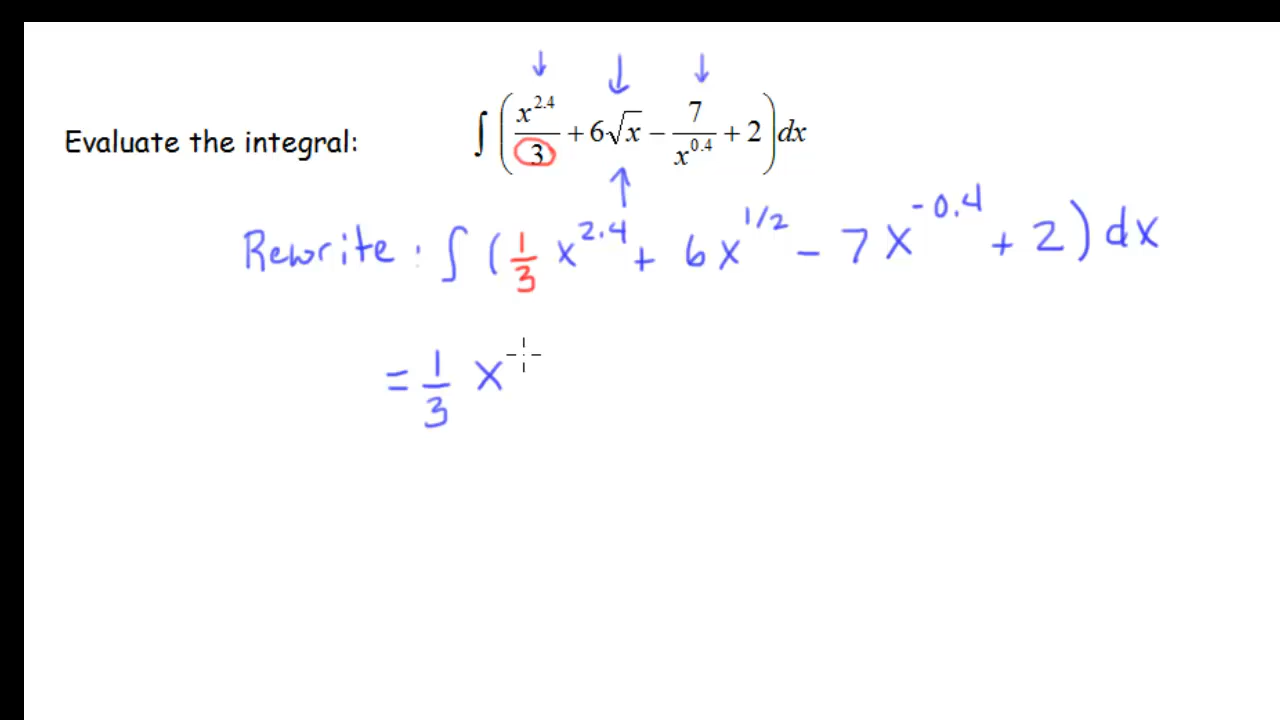 Evaluate the integral: ∫ (x^2.4/3 + 6√x − 7/x^0.4 + 2) dx
Rewrite: ∫ (1/3 x^2.4 + 6x^1/2 − 7x^-0.4 + 2) dx
= 1/3 x